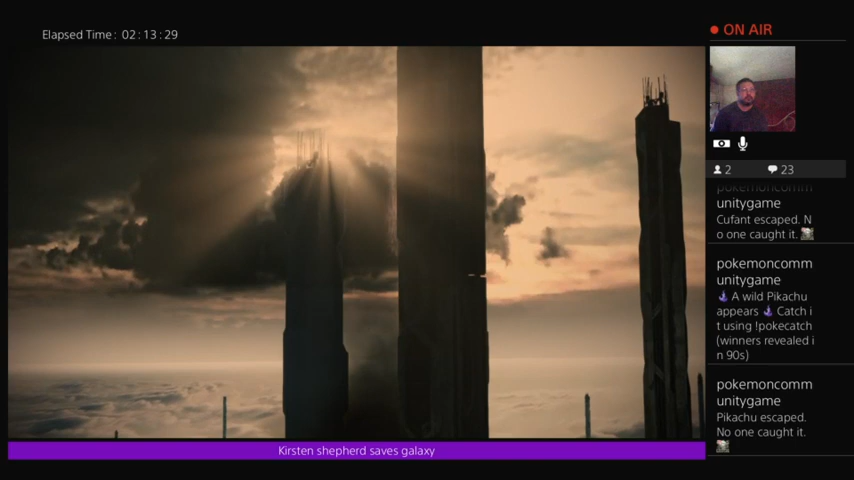 Elapsed Time: 02:13:29
ON AIR
2
23
pokemoncomm
unitygame
Cufant escaped. N
o one caught it.
pokemoncomm
unitygame
A wild Pikachu
appears Catch i
t using !pokecatch
(winners revealed i
n 90s)
pokemoncomm
unitygame
Pikachu escaped.
No one caught it.
Kirsten shepherd saves galaxy